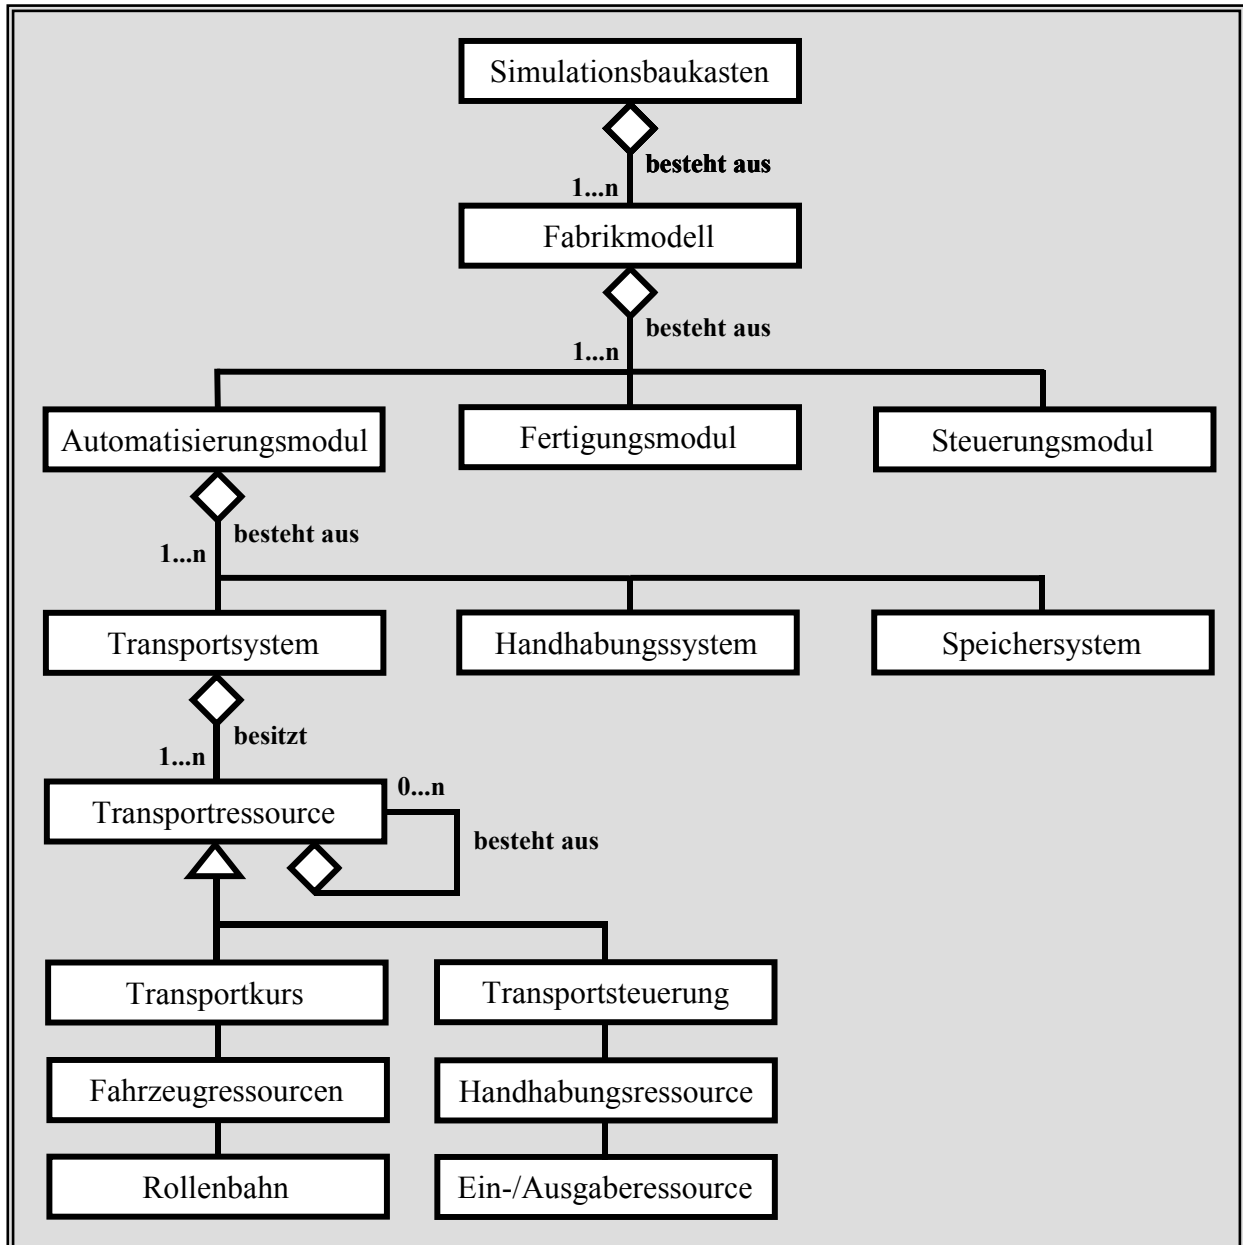 Simulationsbaukasten
besteht aus
1...n
Fabrikmodell
besteht aus
1...n
Automatisierungsmodul
Fertigungsmodul
Steuerungsmodul
besteht aus
1...n
Transportsystem
Handhabungssystem
Speichersystem
besitzt
1...n
Transportressource
0...n
besteht aus
Transportkurs
Transportsteuerung
Fahrzeugressourcen
Handhabungsressource
Rollenbahn
Ein-/Ausgaberessource